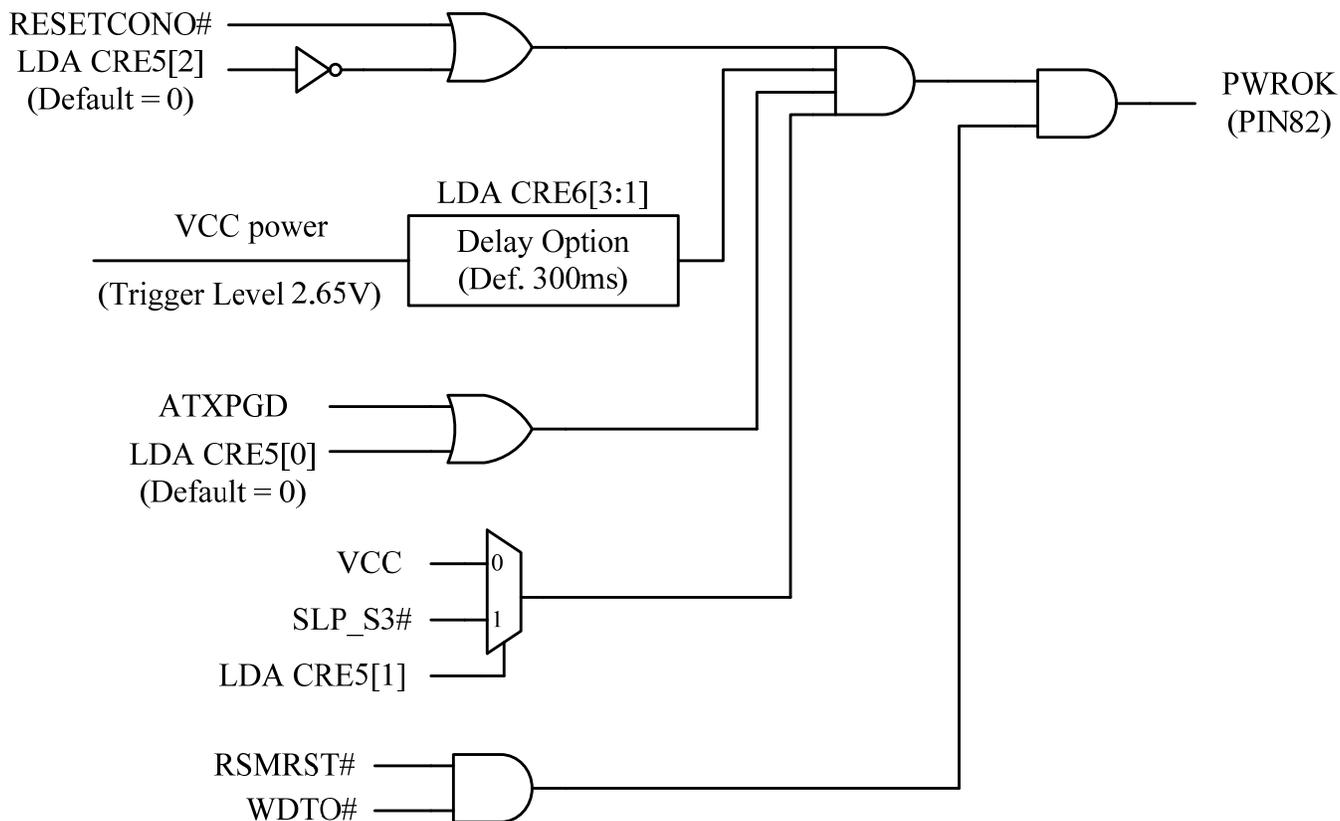 RESETCONO#
LDA CRE5[2]
(Default = 0)
PWROK
(PIN82)
LDA CRE6[3:1]
VCC power
Delay Option
(Def. 300ms)
(Trigger Level 2.65V)
ATXPGD
LDA CRE5[0]
(Default = 0)
VCC
0
SLP_S3#
1
LDA CRE5[1]
RSMRST#
WDTO#